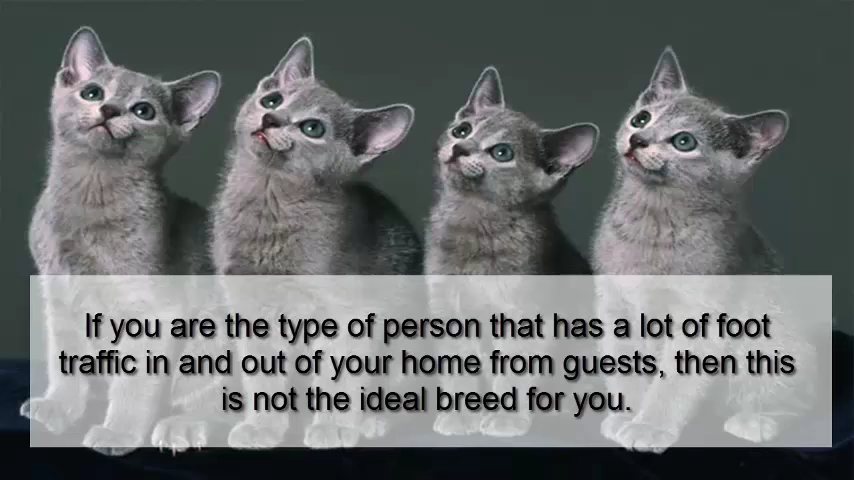 If you are the type of person that has a lot of foot
traffic in and out of your home from guests, then this
is not the ideal breed for you.